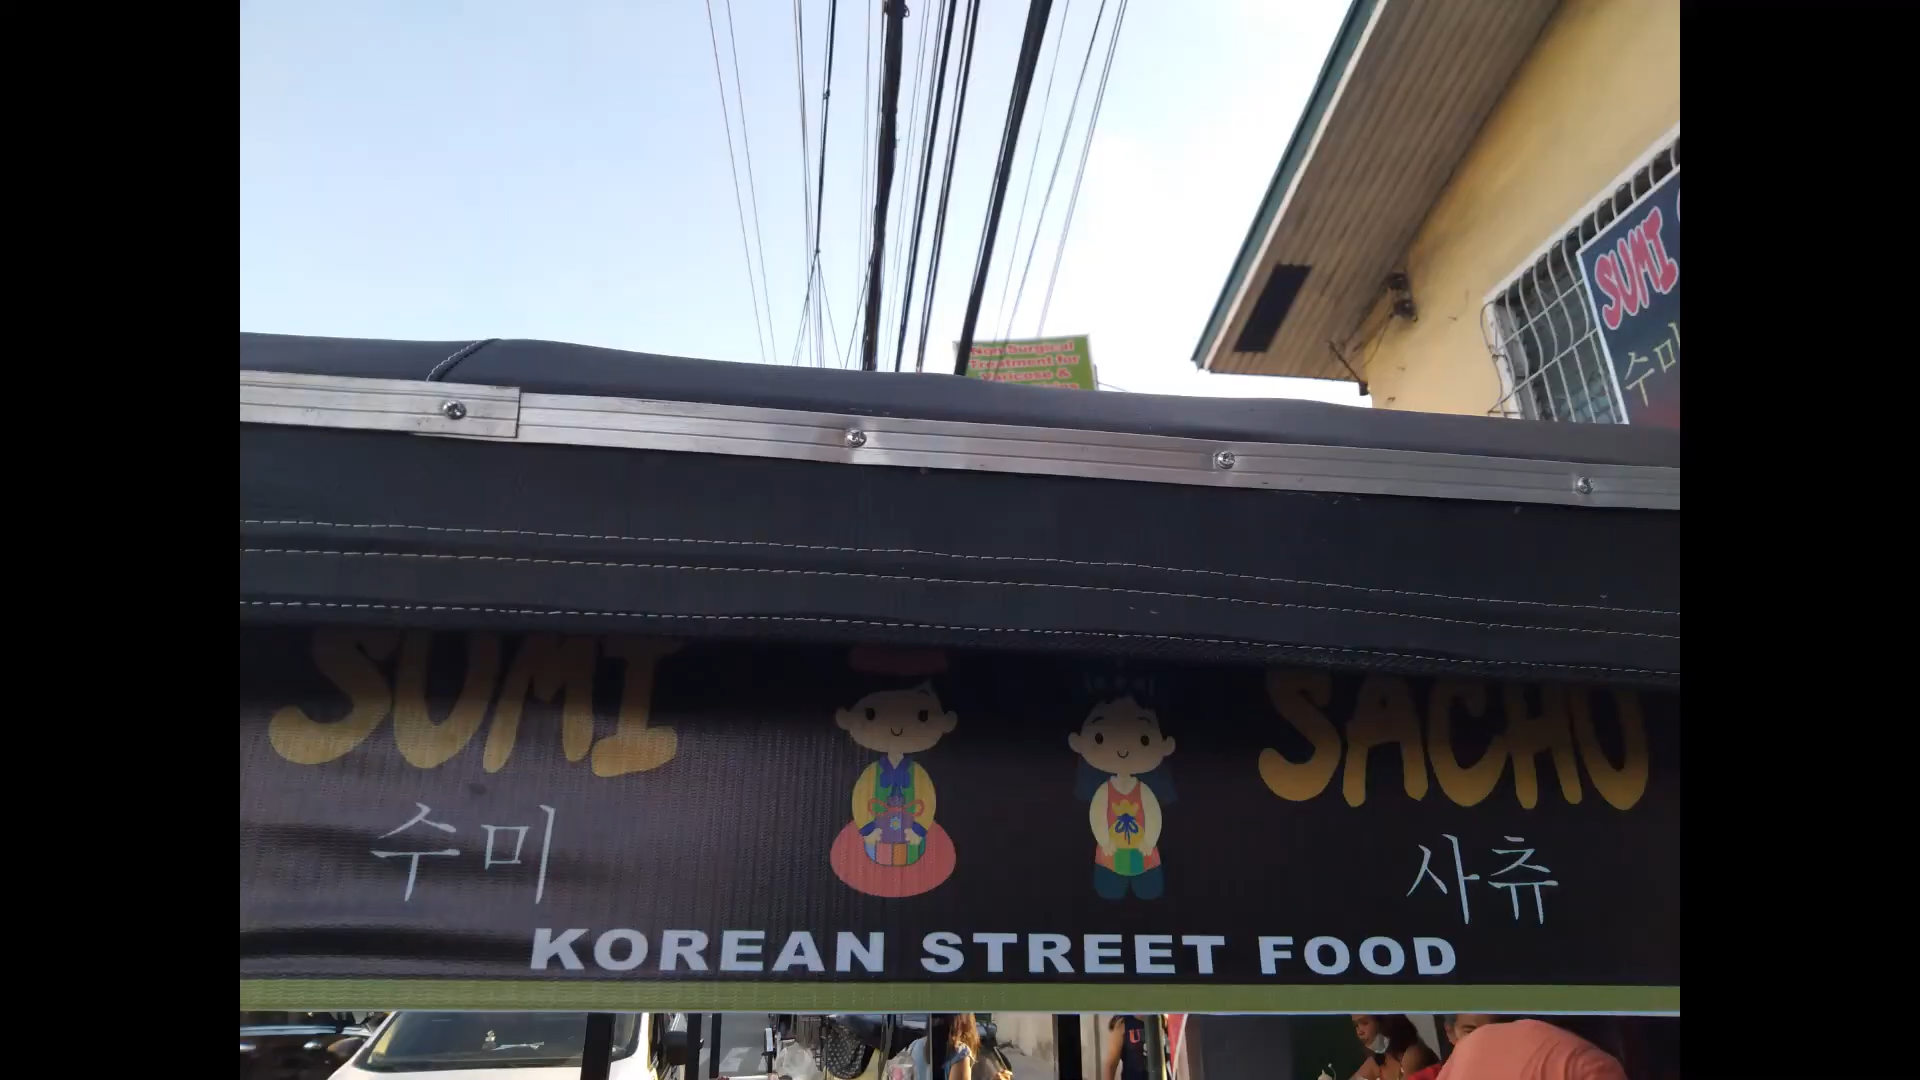 Non Surgical
Treatment for
Varicose &
SUMI
수미
SUMI
SACHU
수미
사츄
KOREAN STREET FOOD